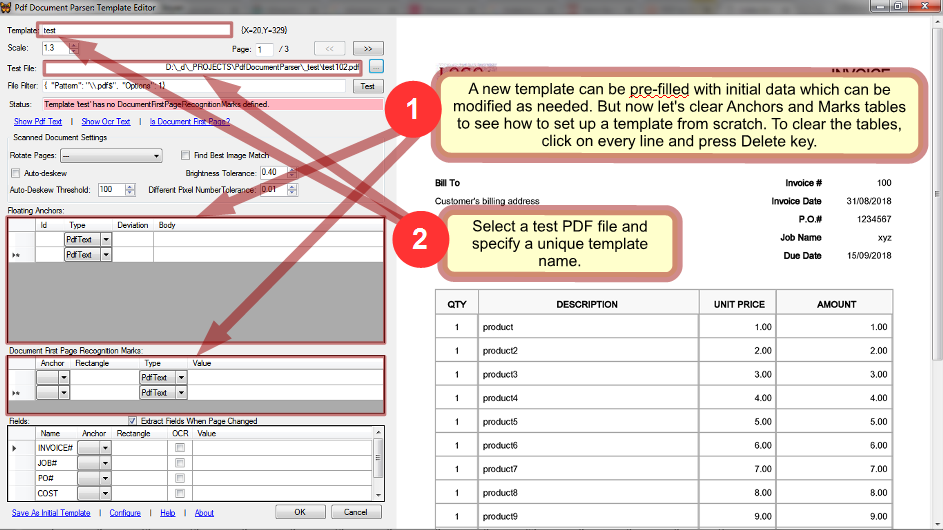 Pdf Document Parser: Template Editor
Template: test {X=20,Y=329}
Scale: 1.3 Page: 1 / 3 << >>
Test File: D:\_d\_PROJECTS\PdfDocumentParser\_test\test102.pdf ...
File Filter: { "Pattern": "\\.pdf$", "Options": 1} Test
Status: Template 'test' has no DocumentFirstPageRecognitionMarks defined.
Show Pdf Text | Show Ocr Text | Is Document First Page?
Scanned Document Settings
Rotate Pages: --- Find Best Image Match
Auto-deskew Brightness Tolerance: 0.40
Auto-Deskew Threshold: 100 Different Pixel NumberTolerance: 0.01
Floating Anchors:
Id Type Deviation Body
PdfText
PdfText
Document First Page Recognition Marks:
Anchor Rectangle Type Value
PdfText
PdfText
Fields: Extract Fields When Page Changed
Name Anchor Rectangle OCR Value
INVOICE#
JOB#
PO#
COST
Save As Initial Template | Configure | Help | About OK Cancel
1
A new template can be pre-filled with initial data which can be
modified as needed. But now let's clear Anchors and Marks tables
to see how to set up a template from scratch. To clear the tables,
click on every line and press Delete key.
2
Select a test PDF file and
specify a unique template
name.
LOGO INVOICE
Bill To Invoice # 100
Customer's billing address Invoice Date 31/08/2018
P.O.# 1234567
Job Name xyz
Due Date 15/09/2018
QTY DESCRIPTION UNIT PRICE AMOUNT
1 product 1.00 1.00
1 product2 2.00 2.00
1 product3 3.00 3.00
1 product4 4.00 4.00
1 product5 5.00 5.00
1 product6 6.00 6.00
1 product7 7.00 7.00
1 product8 8.00 8.00
1 product9 9.00 9.00